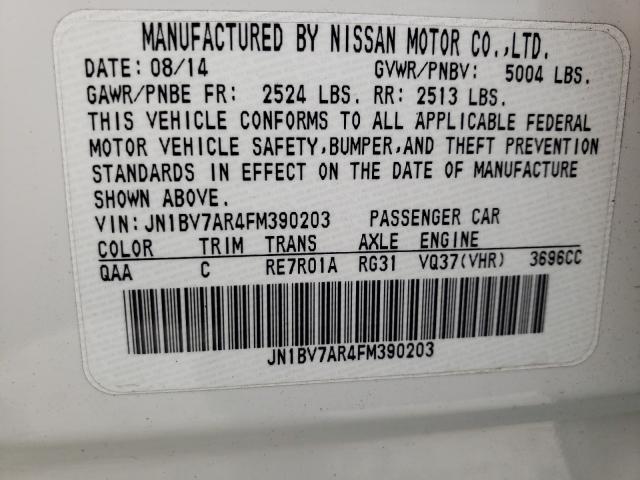 MANUFACTURED BY NISSAN MOTOR CO.,LTD.
DATE: 08/14 GVWR/PNBV: 5004 LBS.
GAWR/PNBE FR: 2524 LBS. RR: 2513 LBS.
THIS VEHICLE CONFORMS TO ALL APPLICABLE FEDERAL
MOTOR VEHICLE SAFETY,BUMPER,AND THEFT PREVENTION
STANDARDS IN EFFECT ON THE DATE OF MANUFACTURE
SHOWN ABOVE.
VIN:JN1BV7AR4FM390203 PASSENGER CAR
COLOR TRIM TRANS AXLE ENGINE
QAA C RE7R01A RG31 VQ37(VHR) 3696CC
JN1BV7AR4FM390203